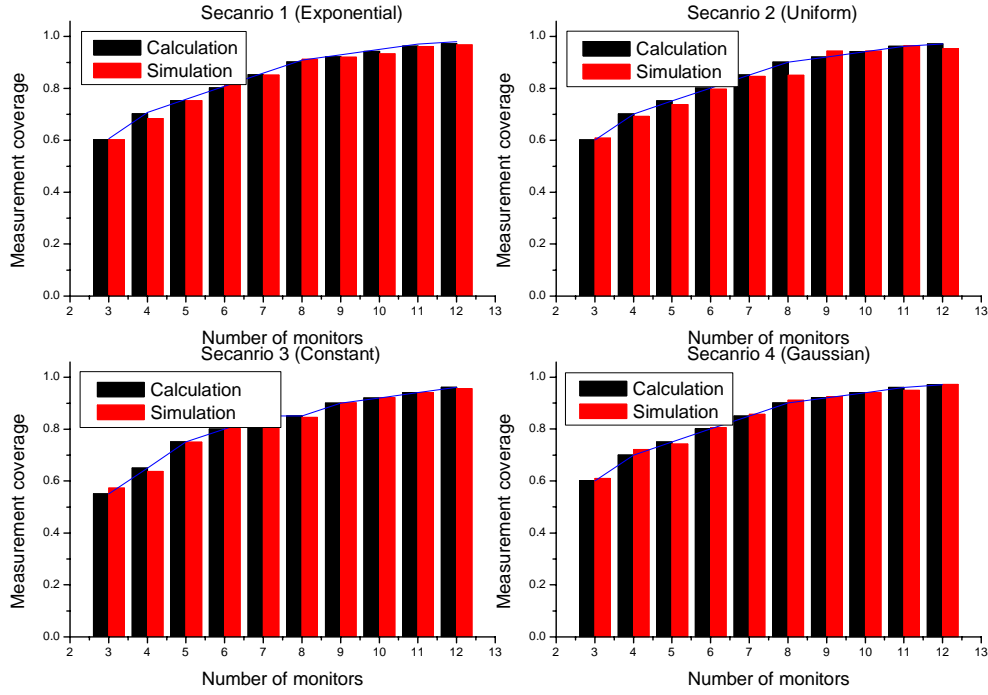 Secanrio 1 (Exponential)
Calculation
Simulation
Measurement coverage
1.0
0.8
0.6
0.4
0.2
0.0
2 3 4 5 6 7 8 9 10 11 12 13
Number of monitors
Secanrio 2 (Uniform)
Calculation
Simulation
Measurement coverage
1.0
0.8
0.6
0.4
0.2
0.0
2 3 4 5 6 7 8 9 10 11 12 13
Number of monitors
Secanrio 3 (Constant)
Calculation
Simulation
Measurement coverage
1.0
0.8
0.6
0.4
0.2
0.0
2 3 4 5 6 7 8 9 10 11 12 13
Number of monitors
Secanrio 4 (Gaussian)
Calculation
Simulation
Measurement coverage
1.0
0.8
0.6
0.4
0.2
0.0
2 3 4 5 6 7 8 9 10 11 12 13
Number of monitors